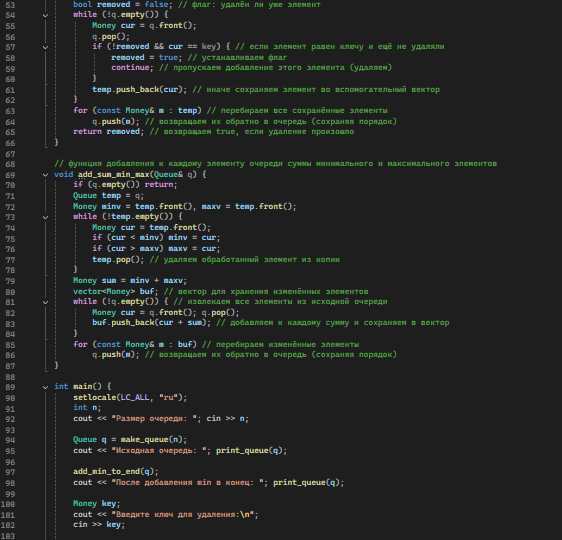 53 bool removed = false; // флаг: удалён ли уже элемент
54 while (!q.empty()) {
55 Money cur = q.front();
56 q.pop();
57 if (!removed && cur == key) { // если элемент равен ключу и ещё не удаляли
58 removed = true; // устанавливаем флаг
59 continue; // пропускаем добавление этого элемента (удаляем)
60 }
61 temp.push_back(cur); // иначе сохраняем элемент во вспомогательный вектор
62 }
63 for (const Money& m : temp) // перебираем все сохранённые элементы
64 q.push(m); // возвращаем их обратно в очередь (сохраняя порядок)
65 return removed; // возвращаем true, если удаление произошло
66 }
67
68 // функция добавления к каждому элементу очереди суммы минимального и максимального элементов
69 void add_sum_min_max(Queue& q) {
70 if (q.empty()) return;
71 Queue temp = q;
72 Money minv = temp.front(), maxv = temp.front();
73 while (!temp.empty()) {
74 Money cur = temp.front();
75 if (cur < minv) minv = cur;
76 if (cur > maxv) maxv = cur;
77 temp.pop(); // удаляем обработанный элемент из копии
78 }
79 Money sum = minv + maxv;
80 vector<Money> buf; // вектор для хранения изменённых элементов
81 while (!q.empty()) { // извлекаем все элементы из исходной очереди
82 Money cur = q.front(); q.pop();
83 buf.push_back(cur + sum); // добавляем к каждому сумму и сохраняем в вектор
84 }
85 for (const Money& m : buf) // перебираем изменённые элементы
86 q.push(m); // возвращаем их обратно в очередь (сохраняя порядок)
87 }
88
89 int main() {
90 setlocale(LC_ALL, "ru");
91 int n;
92 cout << "Размер очереди: "; cin >> n;
93
94 Queue q = make_queue(n);
95 cout << "Исходная очередь: "; print_queue(q);
96
97 add_min_to_end(q);
98 cout << "После добавления min в конец: "; print_queue(q);
99
100 Money key;
101 cout << "Введите ключ для удаления:\n";
102 cin >> key;
103